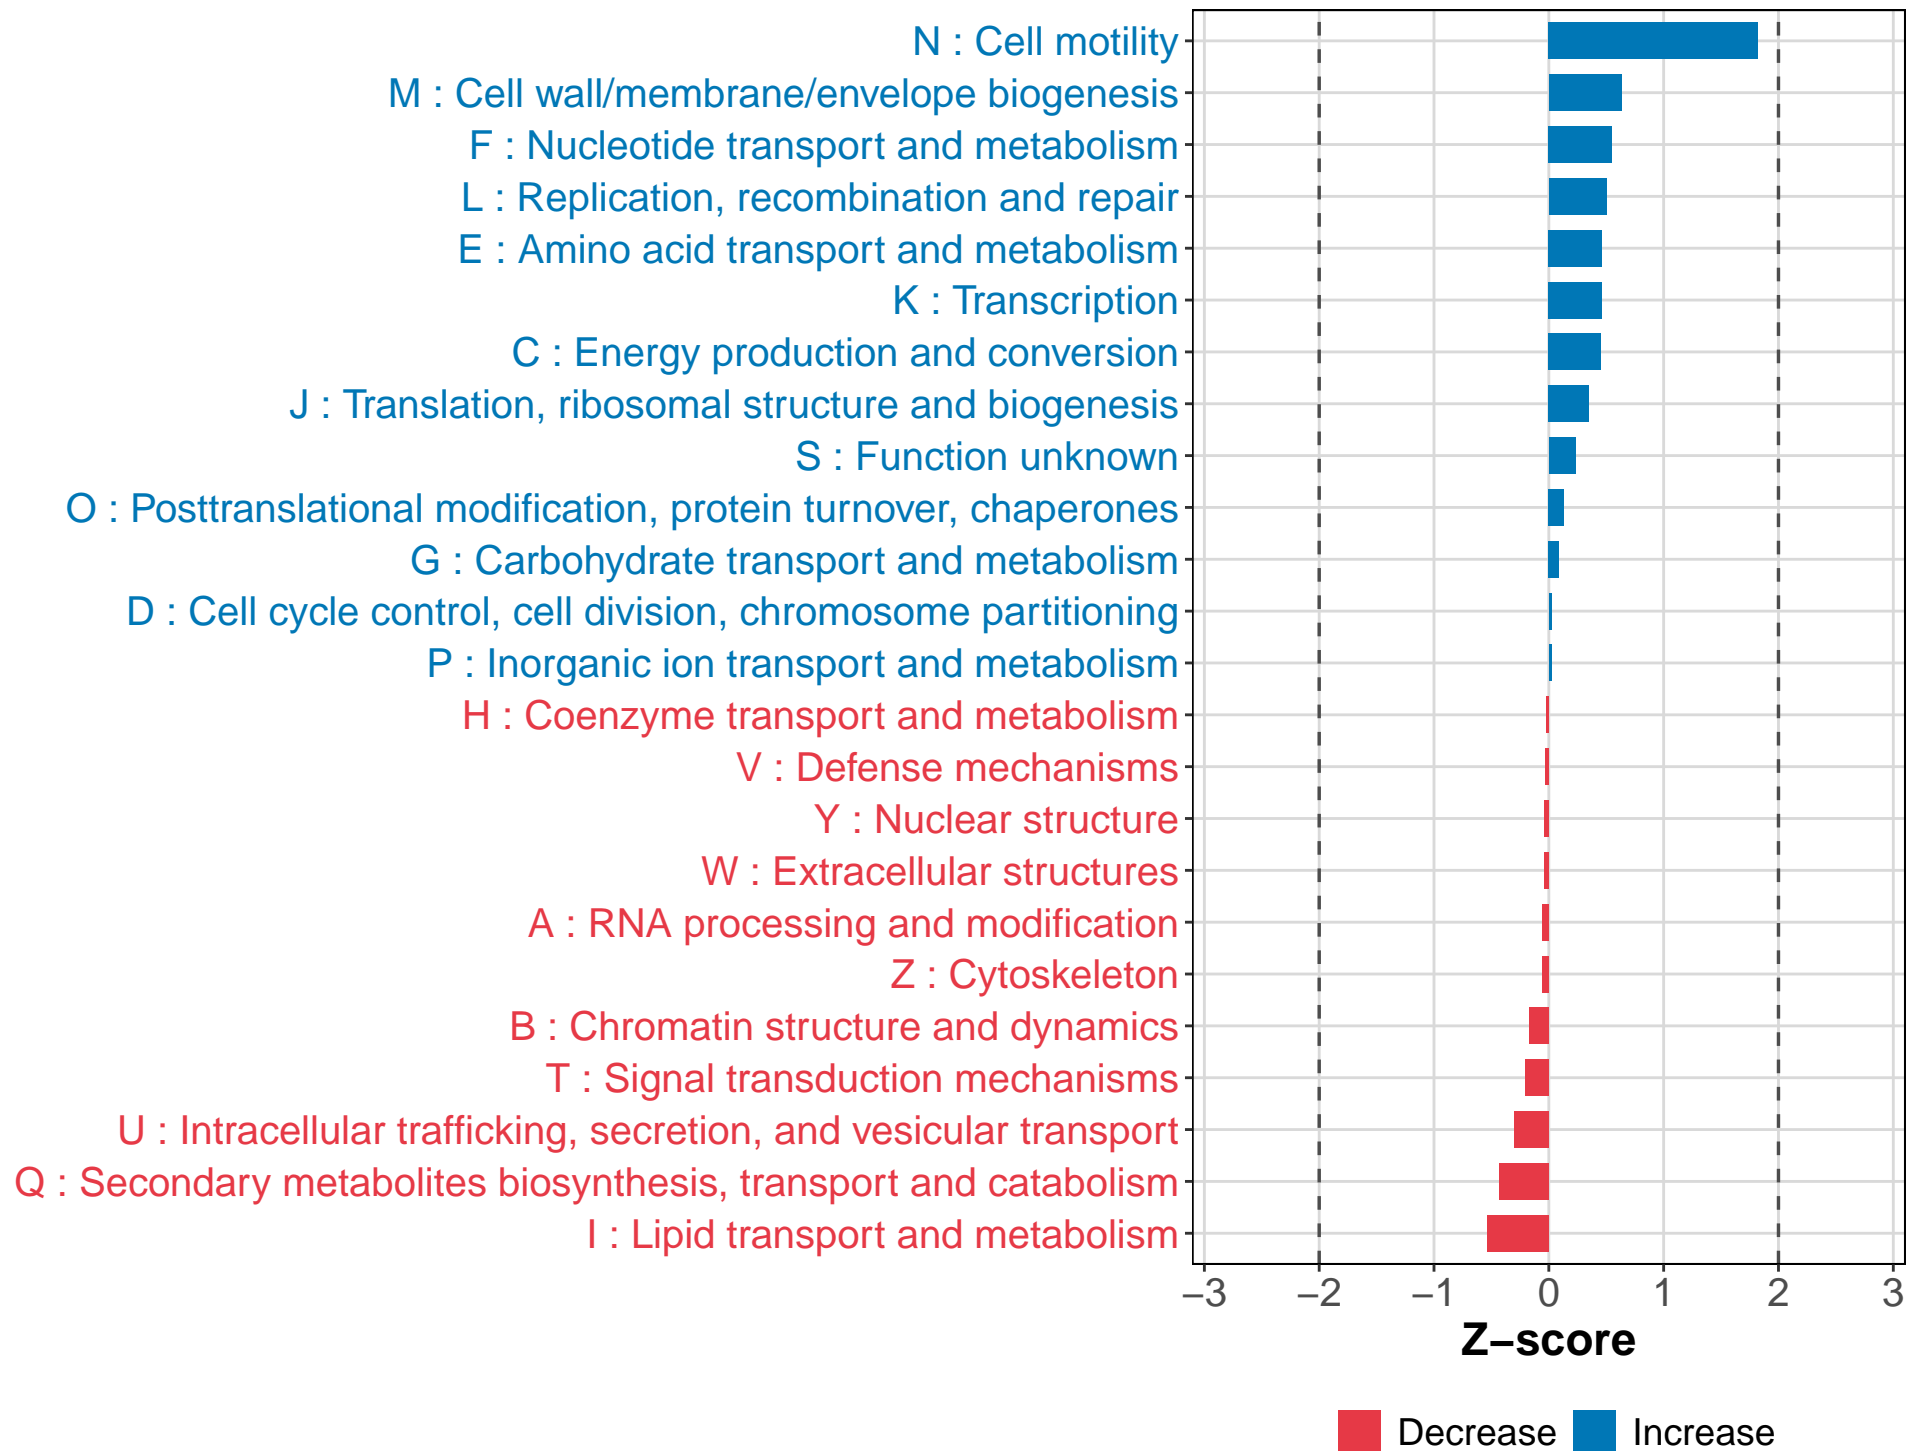 N : Cell motility
M : Cell wall/membrane/envelope biogenesis
F : Nucleotide transport and metabolism
L : Replication, recombination and repair
E : Amino acid transport and metabolism
K : Transcription
C : Energy production and conversion
J : Translation, ribosomal structure and biogenesis
S : Function unknown
O : Posttranslational modification, protein turnover, chaperones
G : Carbohydrate transport and metabolism
D : Cell cycle control, cell division, chromosome partitioning
P : Inorganic ion transport and metabolism
H : Coenzyme transport and metabolism
V : Defense mechanisms
Y : Nuclear structure
W : Extracellular structures
A : RNA processing and modification
Z : Cytoskeleton
B : Chromatin structure and dynamics
T : Signal transduction mechanisms
U : Intracellular trafficking, secretion, and vesicular transport
Q : Secondary metabolites biosynthesis, transport and catabolism
I : Lipid transport and metabolism
−3 −2 −1 0 1 2 3
Z−score
Decrease Increase